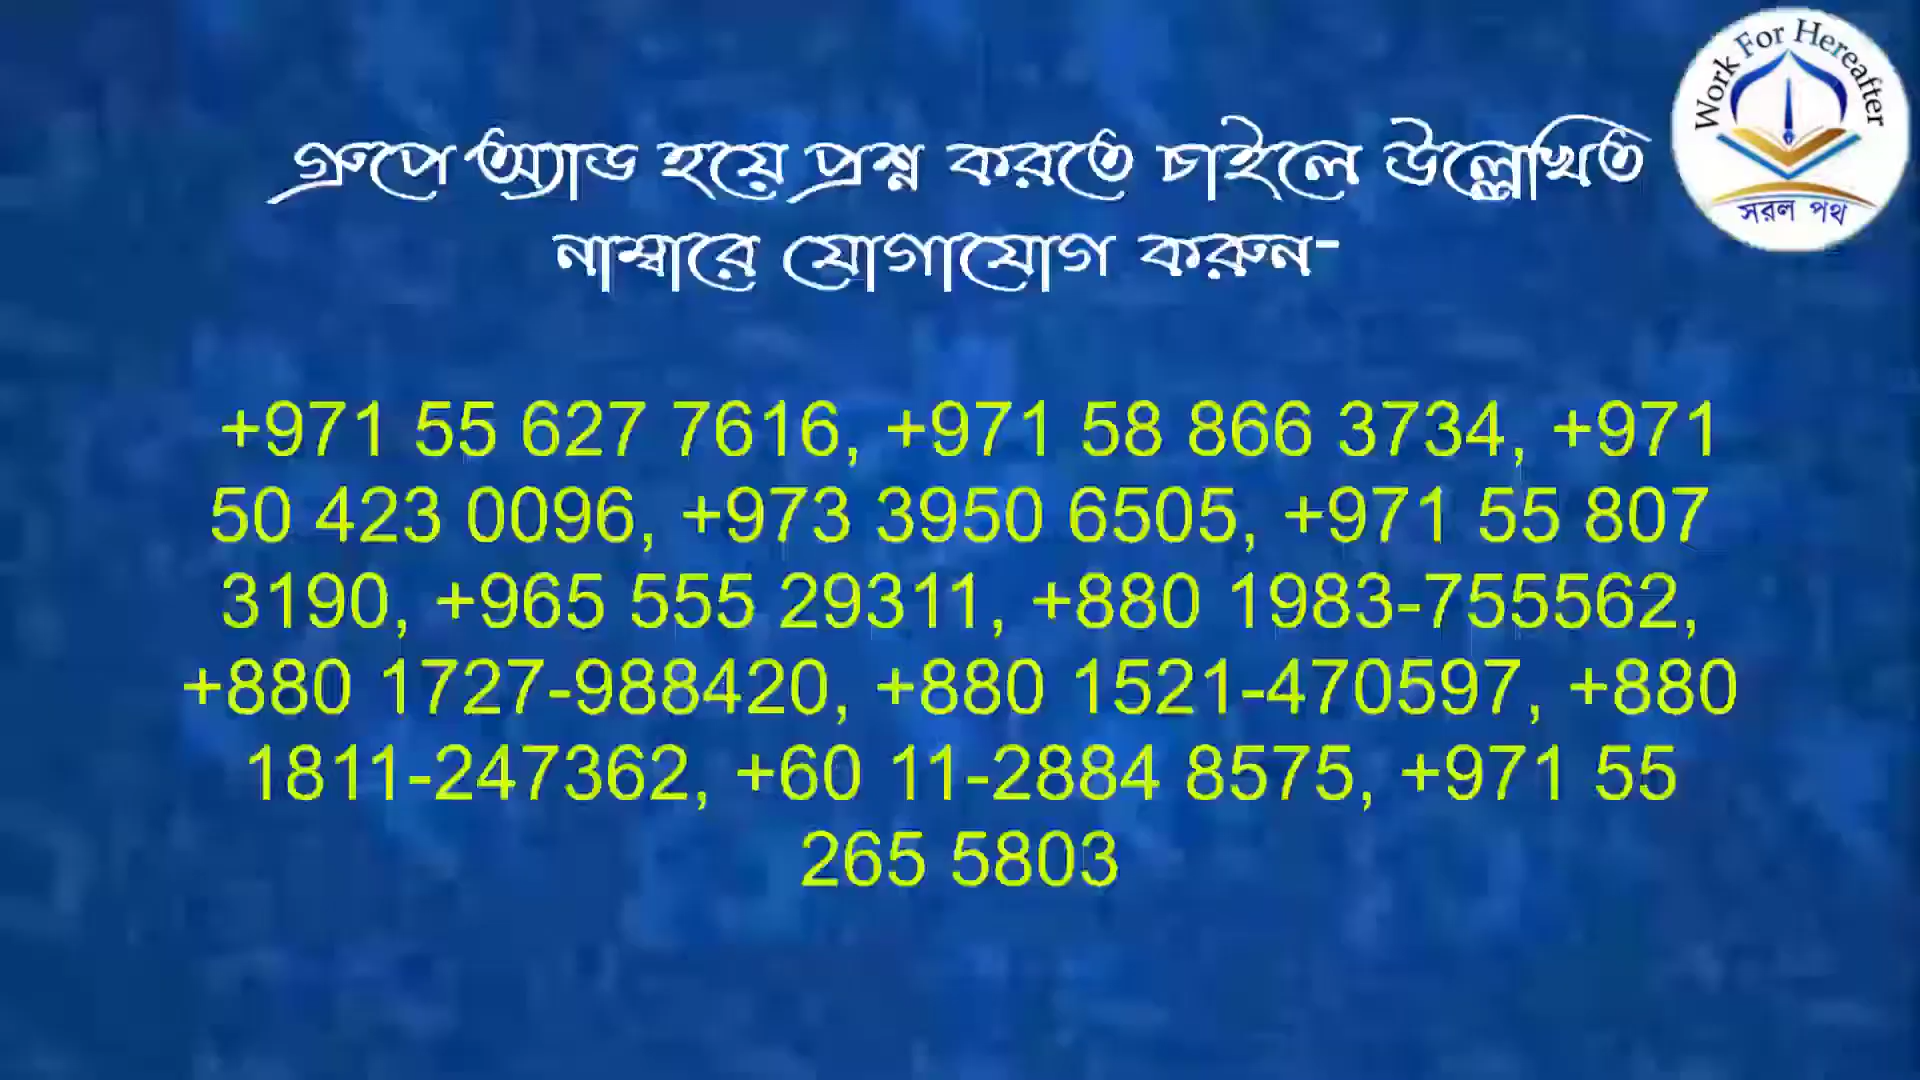 Work For Hereafter
সরল পথ
গ্রুপে অ্যাড হয়ে প্রশ্ন করতে চাইলে উল্লেখিত
নাম্বারে যোগাযোগ করুন-
+971 55 627 7616, +971 58 866 3734, +971
50 423 0096, +973 3950 6505, +971 55 807
3190, +965 555 29311, +880 1983-755562,
+880 1727-988420, +880 1521-470597, +880
1811-247362, +60 11-2884 8575, +971 55
265 5803